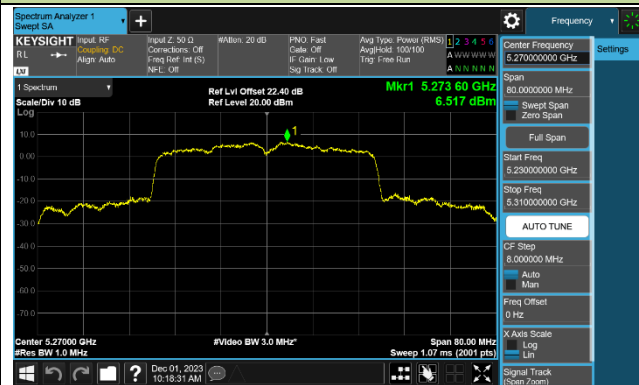 Spectrum Analyzer 1
Swept SA
+
Frequency
KEYSIGHT
RL
LXI
Input: RF
Coupling: DC
Align: Auto
Input Z: 50 Ω
Corrections: Off
Freq Ref: Int (S)
NFE: Off
#Atten: 20 dB
PNO: Fast
Gate: Off
IF Gain: Low
Sig Track: Off
Avg Type: Power (RMS)
Avg|Hold: 100/100
Trig: Free Run
1 2 3 4 5 6
A W W W W W
A N N N N N
1 Spectrum
Scale/Div 10 dB
Log
Ref Lvl Offset 22.40 dB
Ref Level 20.00 dBm
Mkr1 5.273 60 GHz
6.517 dBm
1
10.0
0.00
-10.0
-20.0
-30.0
-40.0
-50.0
-60.0
-70.0
Center 5.27000 GHz
#Res BW 1.0 MHz
#Video BW 3.0 MHz*
Span 80.00 MHz
Sweep 1.07 ms (2001 pts)
Dec 01, 2023
10:18:31 AM
Center Frequency
5.270000000 GHz
Settings
Span
80.0000000 MHz
Swept Span
Zero Span
Full Span
Start Freq
5.230000000 GHz
Stop Freq
5.310000000 GHz
AUTO TUNE
CF Step
8.000000 MHz
Auto
Man
Freq Offset
0 Hz
X Axis Scale
Log
Lin
Signal Track
(Span Zoom)